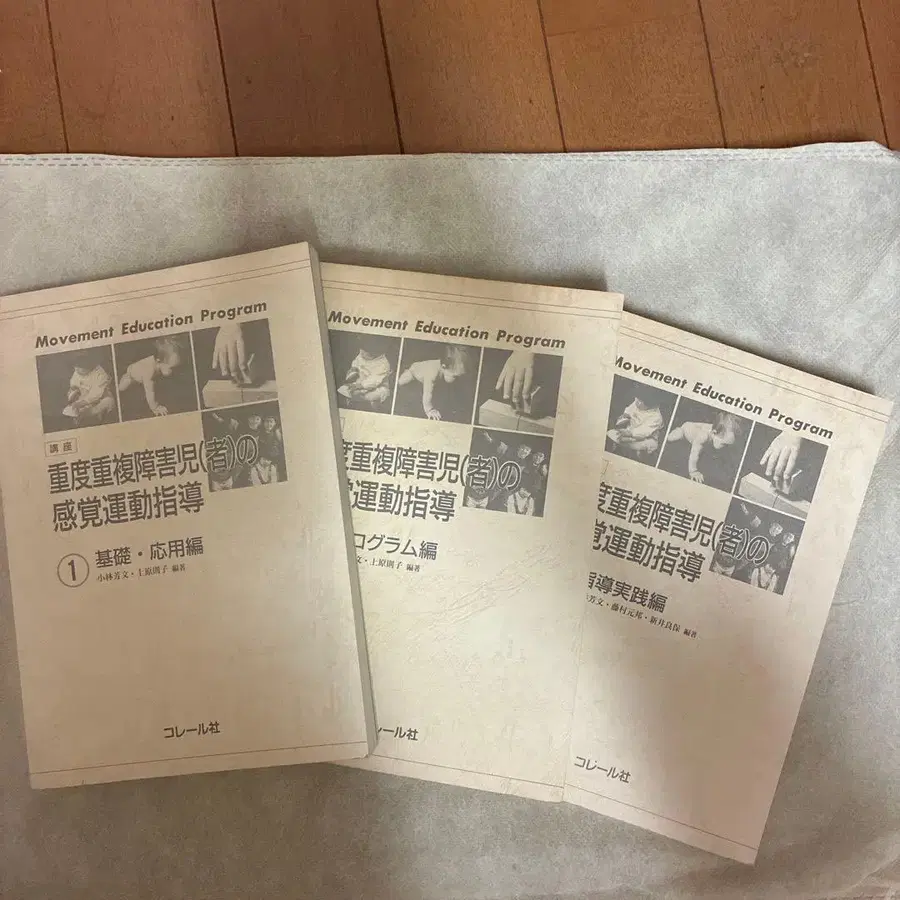 Movement Education Program
講座
重度重複障害児(者)の
感覚運動指導
① 基礎・応用編
小林芳文・上原則子 編著
コレール社
Movement Education Program
度重複障害児(者)の
覚運動指導
ログラム編
文・上原則子 編著
ール社
Movement Education Program
度重複障害児(者)の
覚運動指導
指導実践編
芳文・藤村元邦・新井良保 編著
コレール社